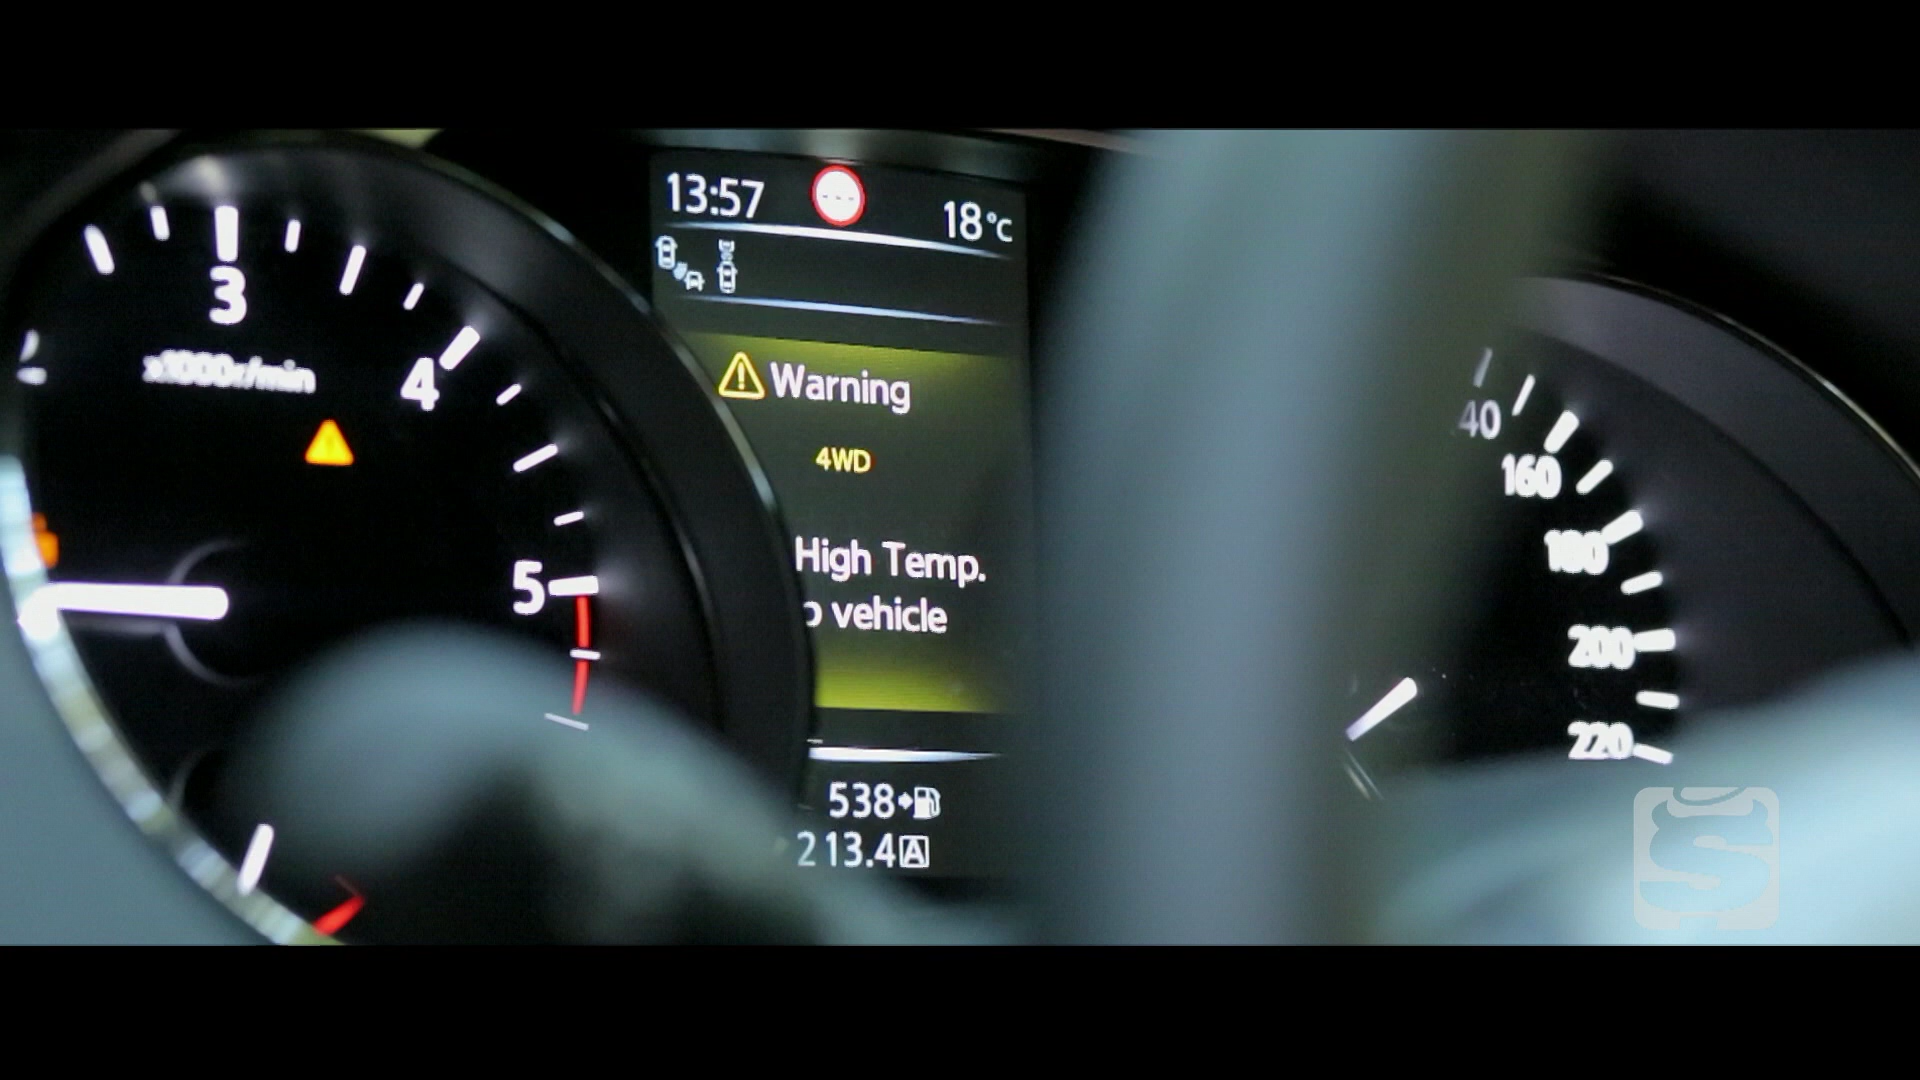 13:57
18°C
3
x1000r/min
4
Warning
4WD
High Temp.
vehicle
5
538
213.4 A
40
160
180
200
220
S